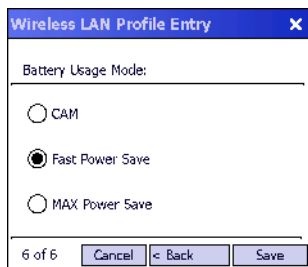 Wireless LAN Profile Entry
Battery Usage Mode:
CAM
Fast Power Save
MAX Power Save
6 of 6 Cancel < Back Save